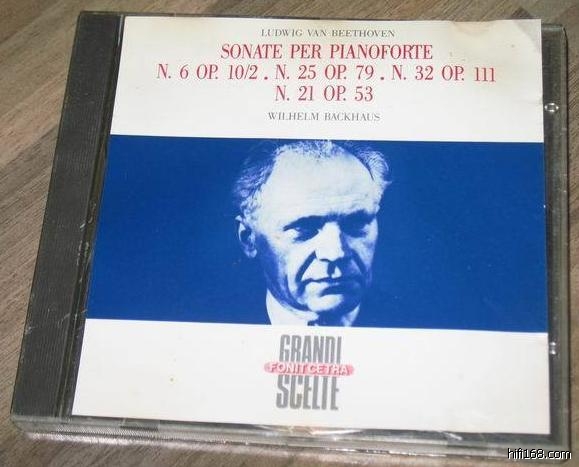 LUDWIG VAN BEETHOVEN
SONATE PER PIANOFORTE
N. 6 OP. 10/2 . N. 25 OP. 79 . N. 32 OP. 111
N. 21 OP. 53
WILHELM BACKHAUS
GRANDI
FONIT CETRA
SCELTE
hifi168.com